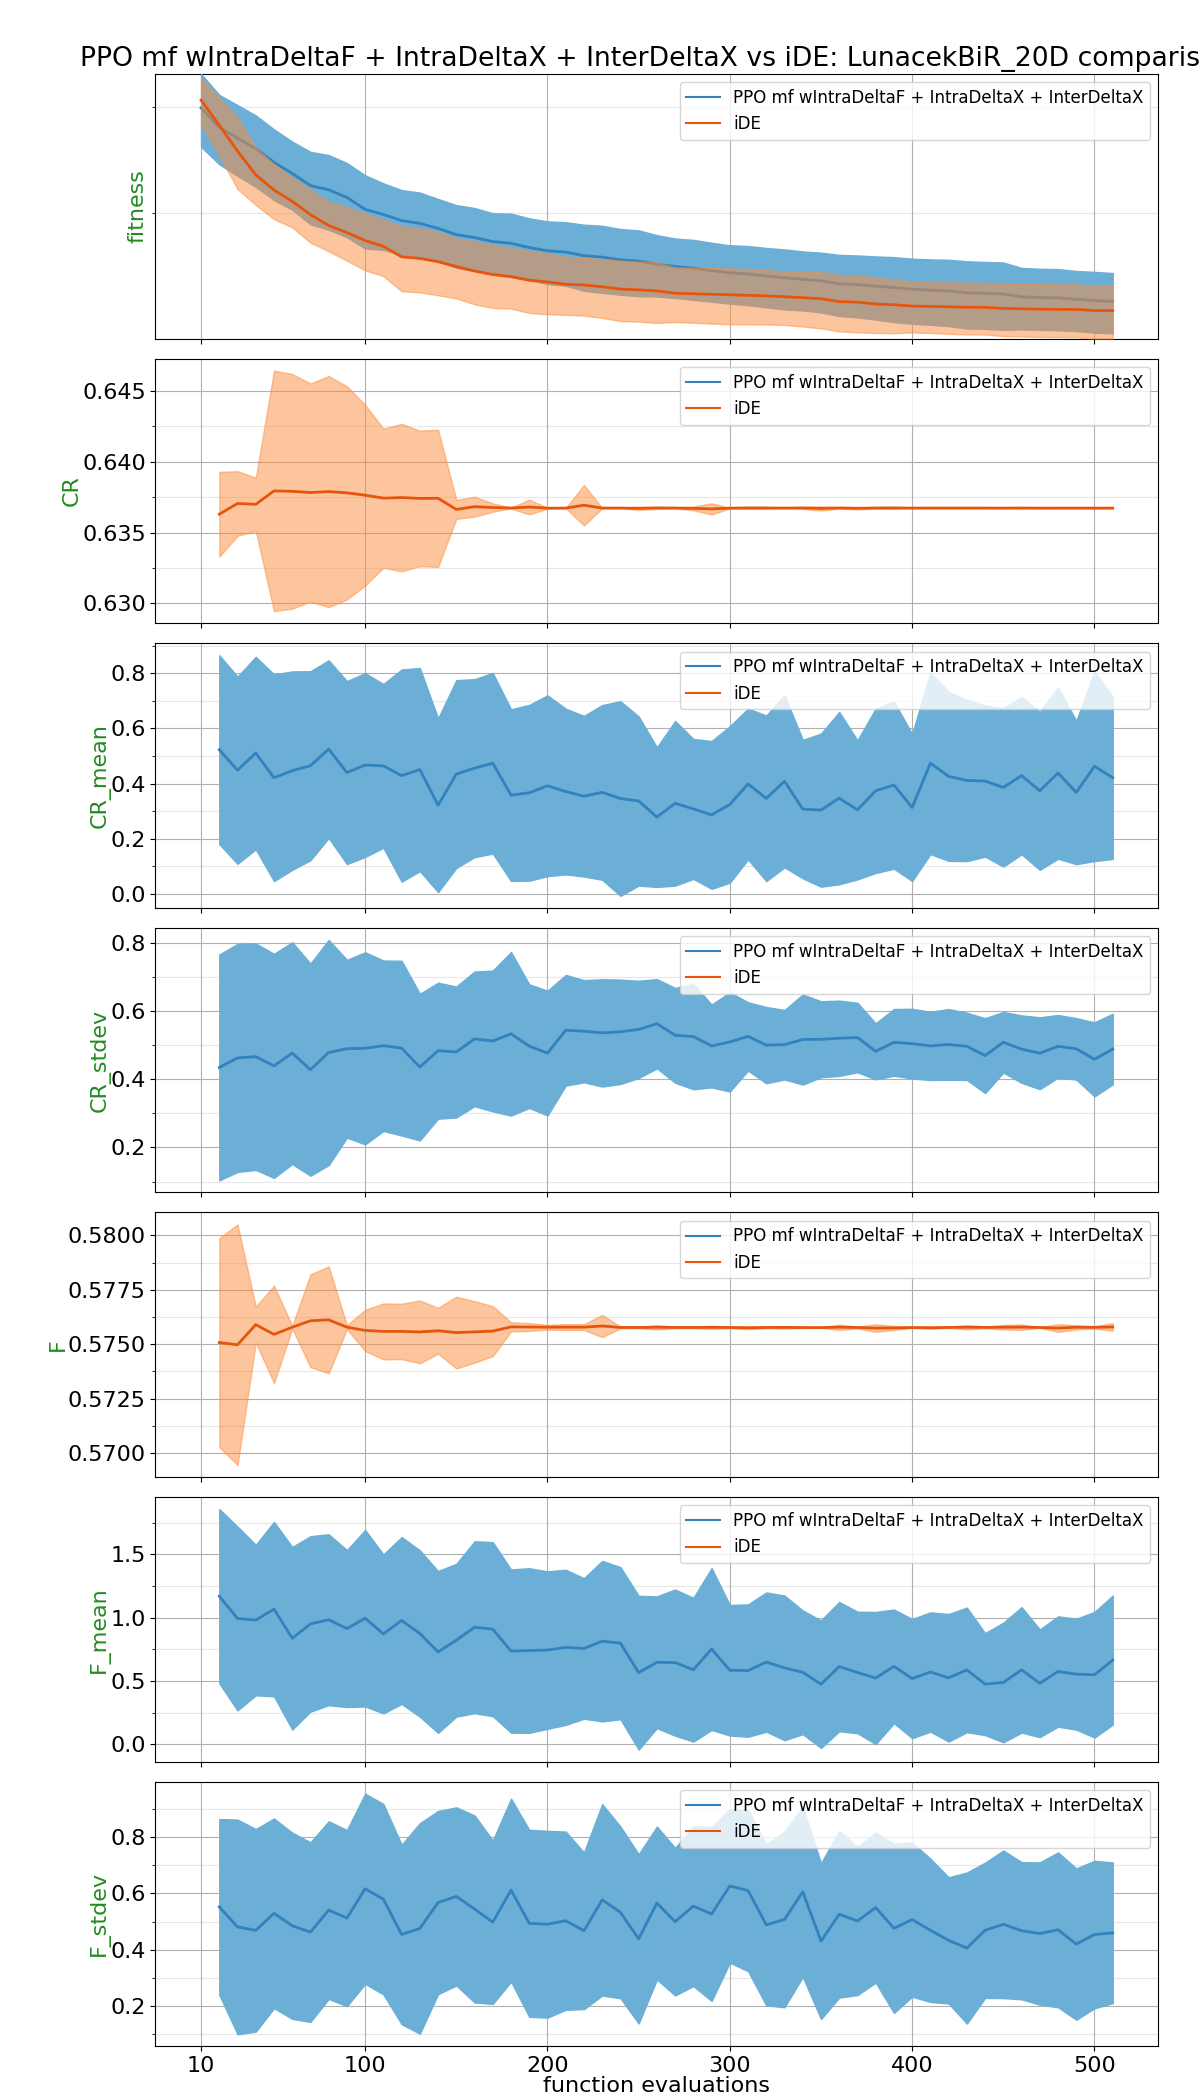 PPO mf wIntraDeltaF + IntraDeltaX + InterDeltaX vs iDE: LunacekBiR_20D comparis
fitness
PPO mf wIntraDeltaF + IntraDeltaX + InterDeltaX
iDE
CR
0.645
0.640
0.635
0.630
PPO mf wIntraDeltaF + IntraDeltaX + InterDeltaX
iDE
CR_mean
0.8
0.6
0.4
0.2
0.0
PPO mf wIntraDeltaF + IntraDeltaX + InterDeltaX
iDE
CR_stdev
0.8
0.6
0.4
0.2
PPO mf wIntraDeltaF + IntraDeltaX + InterDeltaX
iDE
F
0.5800
0.5775
0.5750
0.5725
0.5700
PPO mf wIntraDeltaF + IntraDeltaX + InterDeltaX
iDE
F_mean
1.5
1.0
0.5
0.0
PPO mf wIntraDeltaF + IntraDeltaX + InterDeltaX
iDE
F_stdev
0.8
0.6
0.4
0.2
PPO mf wIntraDeltaF + IntraDeltaX + InterDeltaX
iDE
10 100 200 300 400 500
function evaluations